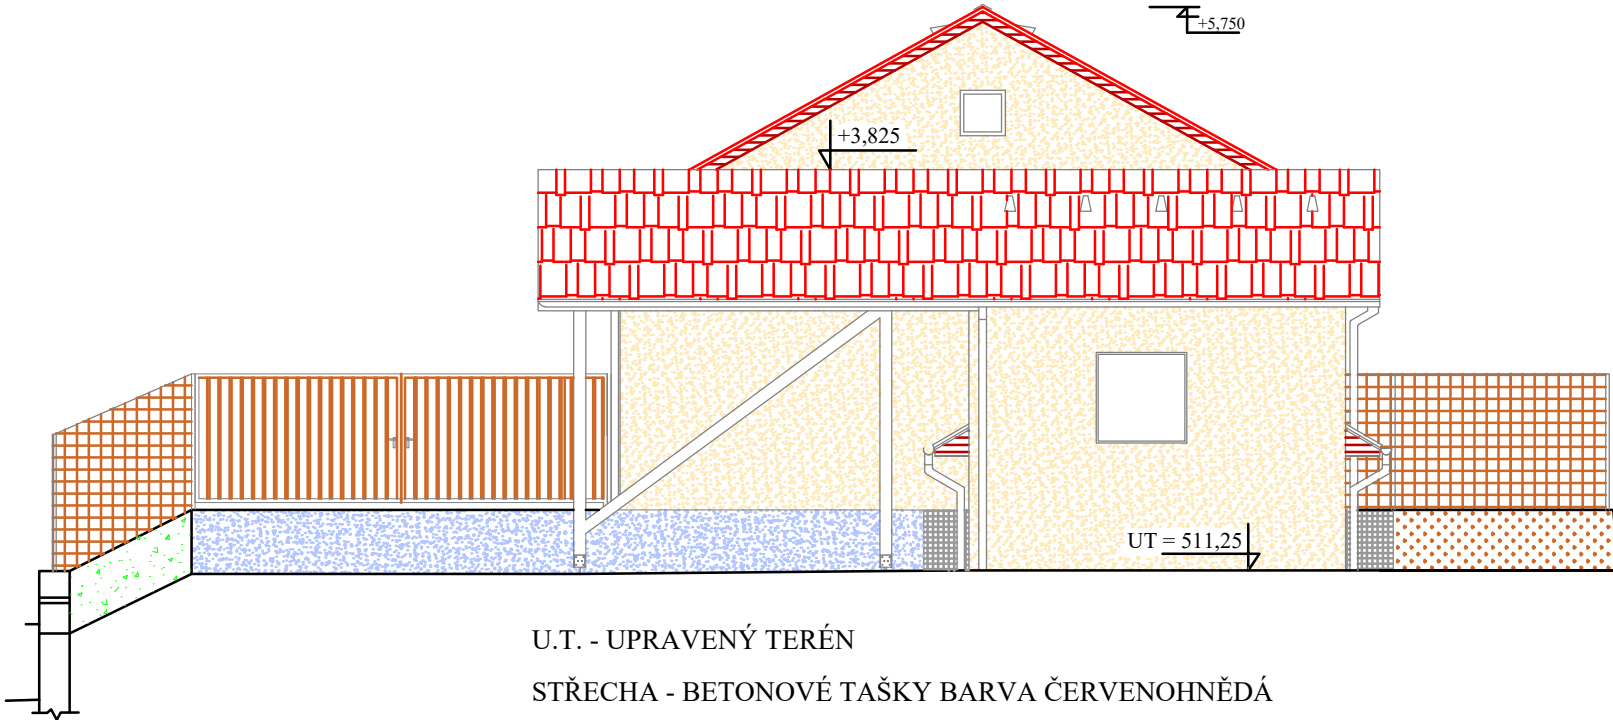 +5,750
+3,825
UT = 511,25
U.T. - UPRAVENÝ TERÉN
STŘECHA - BETONOVÉ TAŠKY BARVA ČERVENOHNĚDÁ